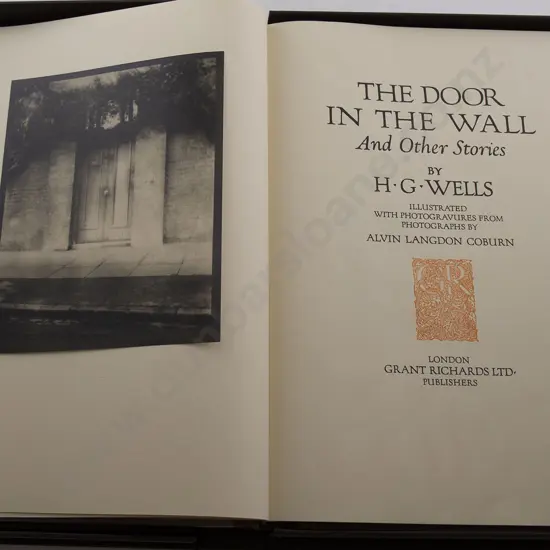 THE DOOR
IN THE WALL
And Other Stories
BY
H·G·WELLS
ILLUSTRATED
WITH PHOTOGRAVURES FROM
PHOTOGRAPHS BY
ALVIN LANGDON COBURN
GR
LONDON
GRANT RICHARDS LTD·
PUBLISHERS